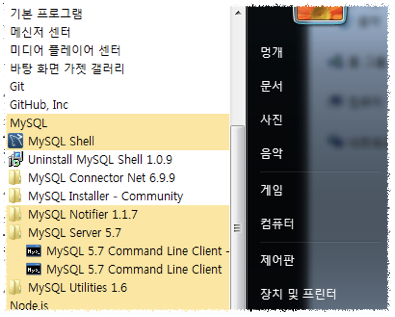 기본 프로그램
메신저 센터
미디어 플레이어 센터
바탕 화면 가젯 갤러리
Git
GitHub, Inc
MySQL
MySQL Shell
Uninstall MySQL Shell 1.0.9
MySQL Connector Net 6.9.9
MySQL Installer - Community
MySQL Notifier 1.1.7
MySQL Server 5.7
MySQL 5.7 Command Line Client -
MySQL 5.7 Command Line Client
MySQL Utilities 1.6
Node.js
멍개
문서
사진
음악
게임
컴퓨터
제어판
장치 및 프린터